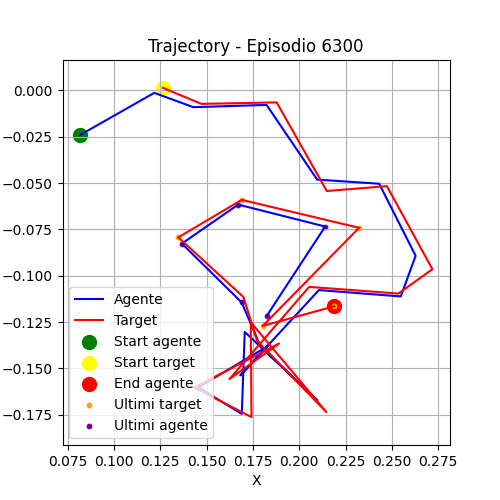 Trajectory - Episodio 6300
0.000
−0.025
−0.050
−0.075
−0.100
−0.125
−0.150
−0.175
Agente
Target
Start agente
Start target
End agente
Ultimi target
Ultimi agente
0.075 0.100 0.125 0.150 0.175 0.200 0.225 0.250 0.275
X